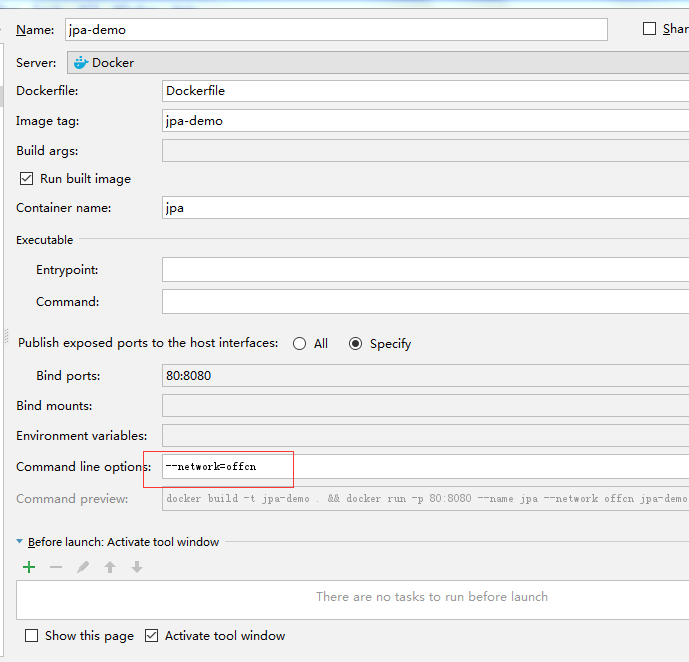 Name: jpa-demo Shar
Server: Docker
Dockerfile: Dockerfile
Image tag: jpa-demo
Build args:
Run built image
Container name: jpa
Executable
Entrypoint:
Command:
Publish exposed ports to the host interfaces: All Specify
Bind ports: 80:8080
Bind mounts:
Environment variables:
Command line options: --network=offcn
Command preview: docker build -t jpa-demo . && docker run -p 80:8080 --name jpa --network offcn jpa-demo
Before launch: Activate tool window
There are no tasks to run before launch
Show this page Activate tool window